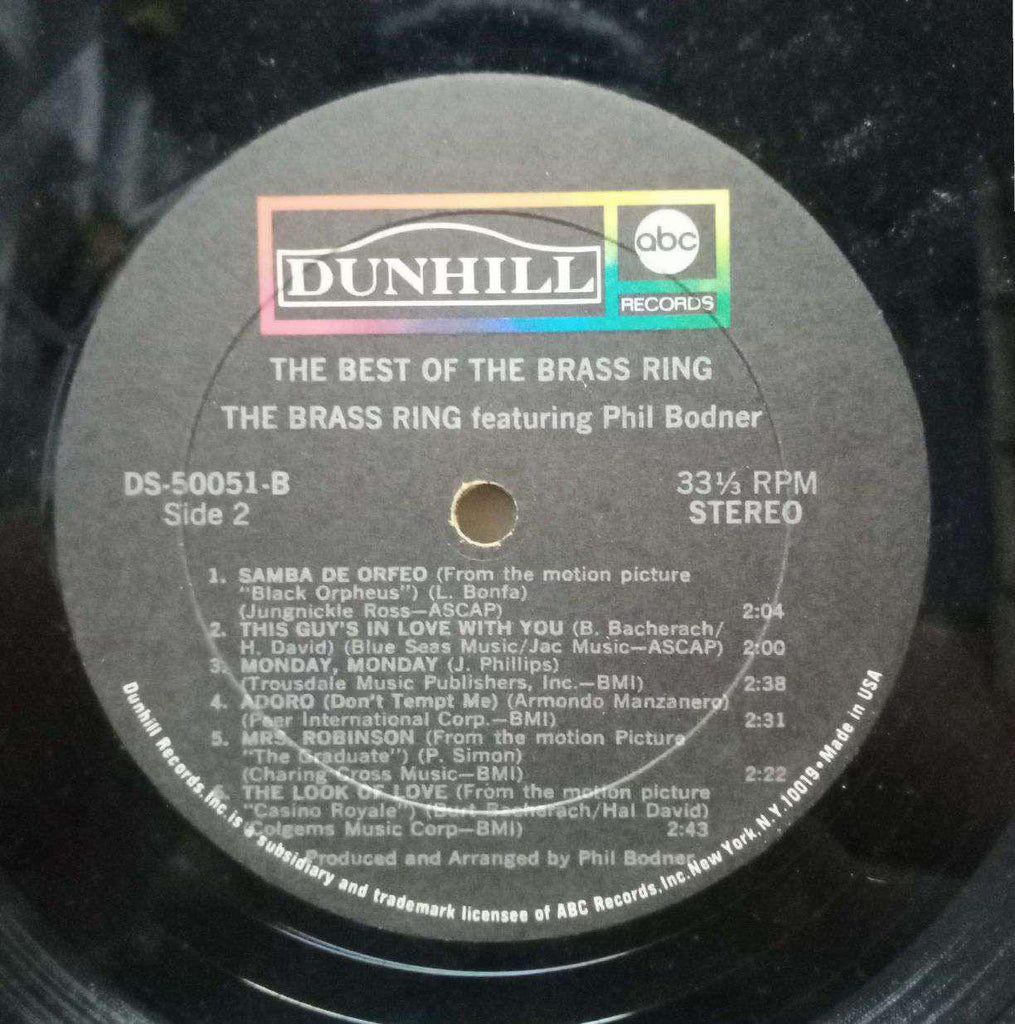 DUNHILL
abc
RECORDS
THE BEST OF THE BRASS RING
THE BRASS RING featuring Phil Bodner
DS-50051-B
Side 2
33⅓ RPM
STEREO
1. SAMBA DE ORFEO (From the motion picture
"Black Orpheus") (L. Bonfa)
(Jungnickle Ross—ASCAP) 2:04
2. THIS GUY'S IN LOVE WITH YOU (B. Bacherach/
H. David) (Blue Seas Music/Jac Music—ASCAP) 2:00
3. MONDAY, MONDAY (J. Phillips)
(Trousdale Music Publishers, Inc.—BMI) 2:38
4. ADORO (Don't Tempt Me) (Armondo Manzanero)
(Peer International Corp.—BMI) 2:31
5. MRS. ROBINSON (From the motion Picture
"The Graduate") (P. Simon)
(Charing Cross Music—BMI) 2:22
6. THE LOOK OF LOVE (From the motion picture
"Casino Royale") (Burt Bacherach/Hal David)
(Colgems Music Corp—BMI) 2:43
Produced and Arranged by Phil Bodner
Dunhill Records, Inc. is a subsidiary and trademark licensee of ABC Records, Inc. New York, N.Y. 10019 • Made in USA